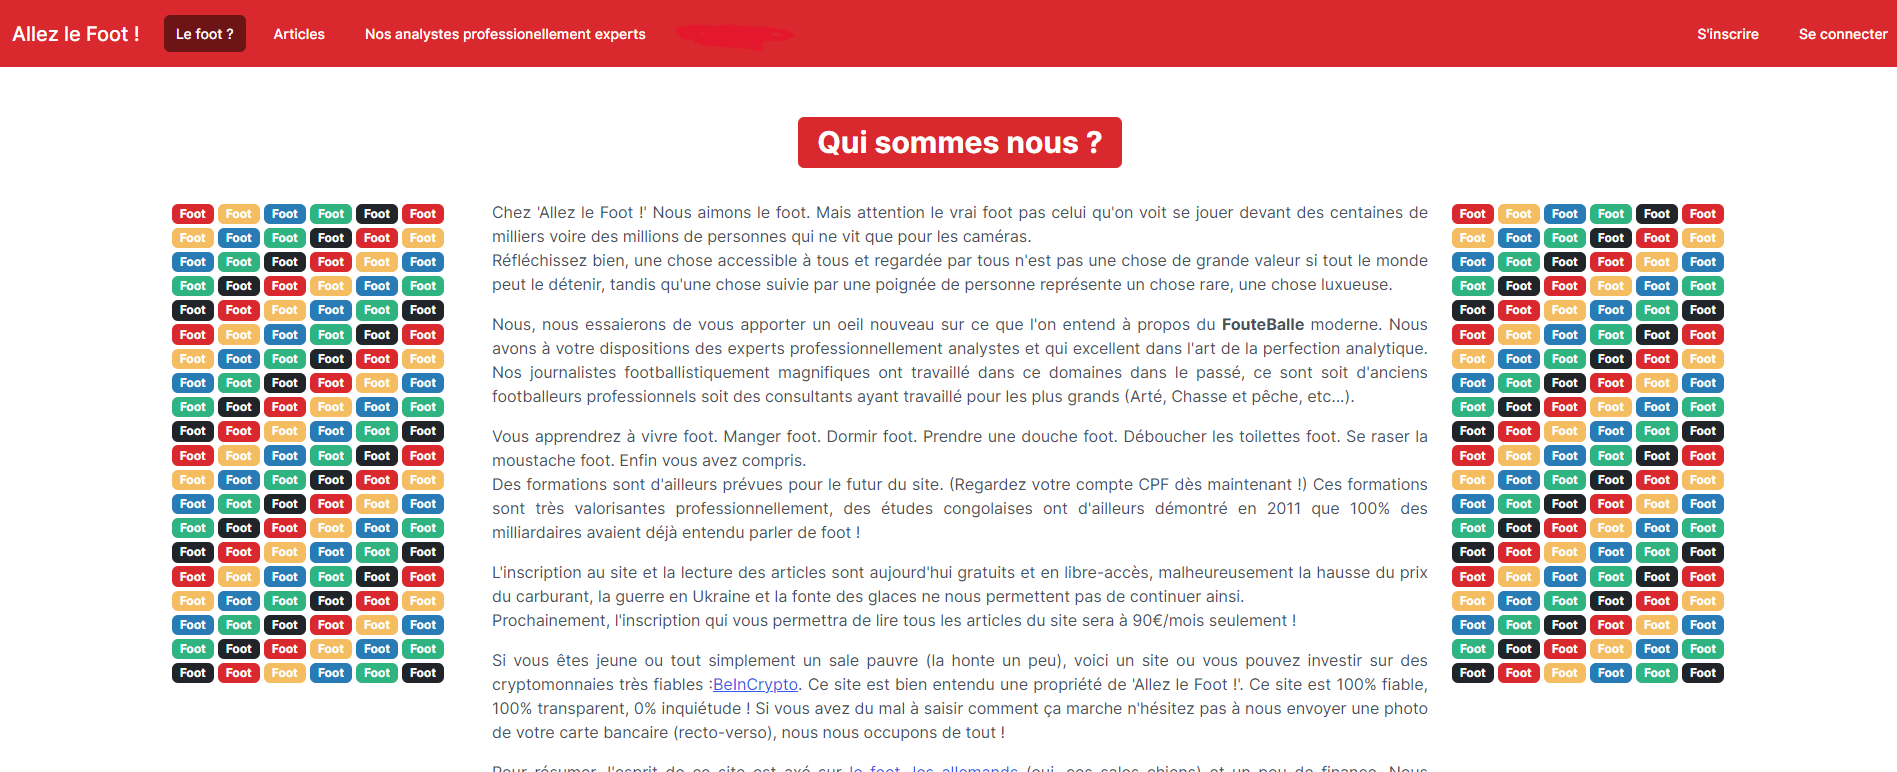 Allez le Foot ! Le foot ? Articles Nos analystes professionellement experts S'inscrire Se connecter
Qui sommes nous ?
Foot Foot Foot Foot Foot Foot Chez 'Allez le Foot !' Nous aimons le foot. Mais attention le vrai foot pas celui qu'on voit se jouer devant des centaines de Foot Foot Foot Foot Foot Foot
Foot Foot Foot Foot Foot Foot milliers voire des millions de personnes qui ne vit que pour les caméras. Foot Foot Foot Foot Foot Foot
Foot Foot Foot Foot Foot Foot Réfléchissez bien, une chose accessible à tous et regardée par tous n'est pas une chose de grande valeur si tout le monde Foot Foot Foot Foot Foot Foot
Foot Foot Foot Foot Foot Foot peut le détenir, tandis qu'une chose suivie par une poignée de personne représente un chose rare, une chose luxueuse. Foot Foot Foot Foot Foot Foot
Foot Foot Foot Foot Foot Foot Nous, nous essaierons de vous apporter un oeil nouveau sur ce que l'on entend à propos du FouteBalle moderne. Nous Foot Foot Foot Foot Foot Foot
Foot Foot Foot Foot Foot Foot avons à votre dispositions des experts professionnellement analystes et qui excellent dans l'art de la perfection analytique. Foot Foot Foot Foot Foot Foot
Foot Foot Foot Foot Foot Foot Nos journalistes footballistiquement magnifiques ont travaillé dans ce domaines dans le passé, ce sont soit d'anciens Foot Foot Foot Foot Foot Foot
Foot Foot Foot Foot Foot Foot footballeurs professionnels soit des consultants ayant travaillé pour les plus grands (Arté, Chasse et pêche, etc...). Foot Foot Foot Foot Foot Foot
Foot Foot Foot Foot Foot Foot Foot Foot Foot Foot Foot Foot
Foot Foot Foot Foot Foot Foot Vous apprendrez à vivre foot. Manger foot. Dormir foot. Prendre une douche foot. Déboucher les toilettes foot. Se raser la Foot Foot Foot Foot Foot Foot
Foot Foot Foot Foot Foot Foot moustache foot. Enfin vous avez compris. Foot Foot Foot Foot Foot Foot
Foot Foot Foot Foot Foot Foot Des formations sont d'ailleurs prévues pour le futur du site. (Regardez votre compte CPF dès maintenant !) Ces formations Foot Foot Foot Foot Foot Foot
Foot Foot Foot Foot Foot Foot sont très valorisantes professionnellement, des études congolaises ont d'ailleurs démontré en 2011 que 100% des Foot Foot Foot Foot Foot Foot
Foot Foot Foot Foot Foot Foot milliardaires avaient déjà entendu parler de foot ! Foot Foot Foot Foot Foot Foot
Foot Foot Foot Foot Foot Foot Foot Foot Foot Foot Foot Foot
Foot Foot Foot Foot Foot Foot L'inscription au site et la lecture des articles sont aujourd'hui gratuits et en libre-accès, malheureusement la hausse du prix Foot Foot Foot Foot Foot Foot
Foot Foot Foot Foot Foot Foot du carburant, la guerre en Ukraine et la fonte des glaces ne nous permettent pas de continuer ainsi. Foot Foot Foot Foot Foot Foot
Foot Foot Foot Foot Foot Foot Prochainement, l'inscription qui vous permettra de lire tous les articles du site sera à 90€/mois seulement ! Foot Foot Foot Foot Foot Foot
Foot Foot Foot Foot Foot Foot Si vous êtes jeune ou tout simplement un sale pauvre (la honte un peu), voici un site ou vous pouvez investir sur des Foot Foot Foot Foot Foot Foot
Foot Foot Foot Foot Foot Foot cryptomonnaies très fiables :BeInCrypto. Ce site est bien entendu une propriété de 'Allez le Foot !'. Ce site est 100% fiable, Foot Foot Foot Foot Foot Foot
100% transparent, 0% inquiétude ! Si vous avez du mal à saisir comment ça marche n'hésitez pas à nous envoyer une photo
de votre carte bancaire (recto-verso), nous nous occupons de tout !
Pour résumer, l'esprit de ce site est axé sur le foot, les allemands (oui, ces sales chiens) et un peu de finance. Nous